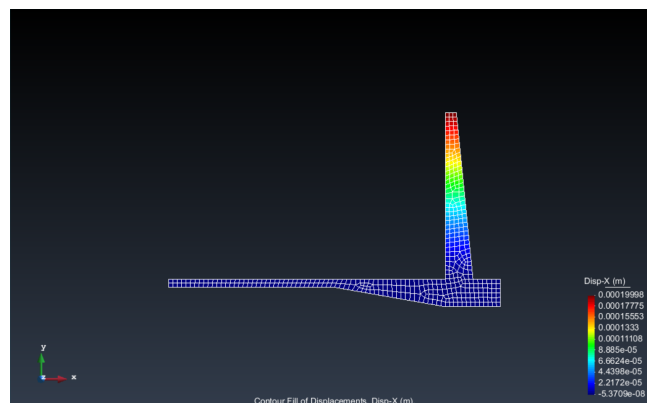 Disp-X (m)
0.00019998
0.00017775
0.00015553
0.0001333
0.00011108
8.885e-05
6.6624e-05
4.4398e-05
2.2172e-05
-5.3709e-08
y
z
x
Contour Fill of Displacements, Disp-X (m)